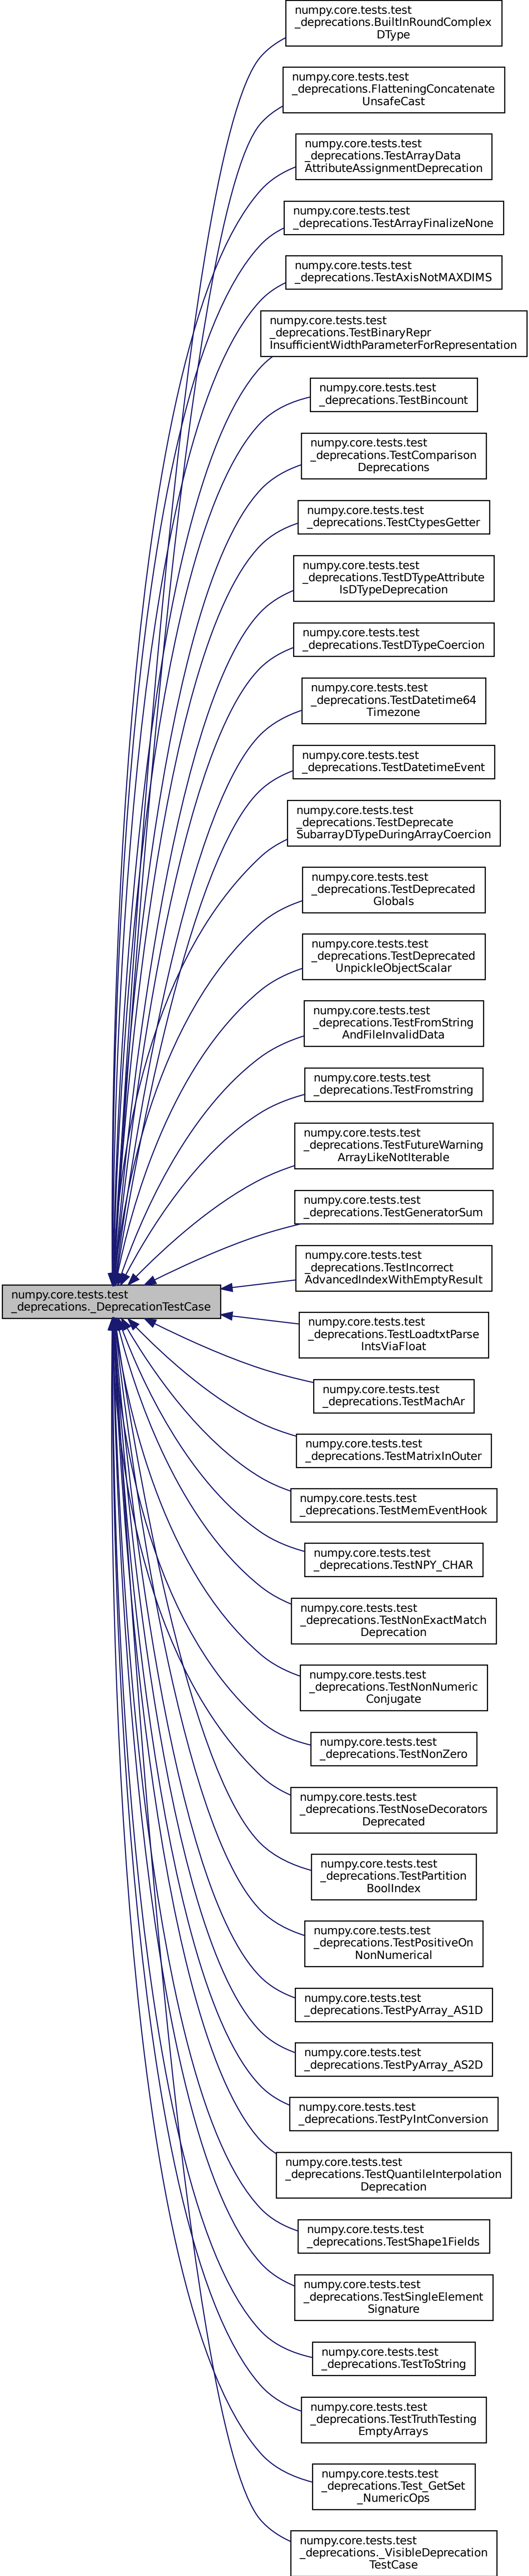 numpy.core.tests.test
_deprecations.BuiltInRoundComplex
DType
numpy.core.tests.test
_deprecations.FlatteningConcatenate
UnsafeCast
numpy.core.tests.test
_deprecations.TestArrayData
AttributeAssignmentDeprecation
numpy.core.tests.test
_deprecations.TestArrayFinalizeNone
numpy.core.tests.test
_deprecations.TestAxisNotMAXDIMS
numpy.core.tests.test
_deprecations.TestBinaryRepr
InsufficientWidthParameterForRepresentation
numpy.core.tests.test
_deprecations.TestBincount
numpy.core.tests.test
_deprecations.TestComparison
Deprecations
numpy.core.tests.test
_deprecations.TestCtypesGetter
numpy.core.tests.test
_deprecations.TestDTypeAttribute
IsDTypeDeprecation
numpy.core.tests.test
_deprecations.TestDTypeCoercion
numpy.core.tests.test
_deprecations.TestDatetime64
Timezone
numpy.core.tests.test
_deprecations.TestDatetimeEvent
numpy.core.tests.test
_deprecations.TestDeprecate
SubarrayDTypeDuringArrayCoercion
numpy.core.tests.test
_deprecations.TestDeprecated
Globals
numpy.core.tests.test
_deprecations.TestDeprecated
UnpickleObjectScalar
numpy.core.tests.test
_deprecations.TestFromString
AndFileInvalidData
numpy.core.tests.test
_deprecations.TestFromstring
numpy.core.tests.test
_deprecations.TestFutureWarning
ArrayLikeNotIterable
numpy.core.tests.test
_deprecations.TestGeneratorSum
numpy.core.tests.test
_deprecations._DeprecationTestCase
numpy.core.tests.test
_deprecations.TestIncorrect
AdvancedIndexWithEmptyResult
numpy.core.tests.test
_deprecations.TestLoadtxtParse
IntsViaFloat
numpy.core.tests.test
_deprecations.TestMachAr
numpy.core.tests.test
_deprecations.TestMatrixInOuter
numpy.core.tests.test
_deprecations.TestMemEventHook
numpy.core.tests.test
_deprecations.TestNPY_CHAR
numpy.core.tests.test
_deprecations.TestNonExactMatch
Deprecation
numpy.core.tests.test
_deprecations.TestNonNumeric
Conjugate
numpy.core.tests.test
_deprecations.TestNonZero
numpy.core.tests.test
_deprecations.TestNoseDecorators
Deprecated
numpy.core.tests.test
_deprecations.TestPartition
BoolIndex
numpy.core.tests.test
_deprecations.TestPositiveOn
NonNumerical
numpy.core.tests.test
_deprecations.TestPyArray_AS1D
numpy.core.tests.test
_deprecations.TestPyArray_AS2D
numpy.core.tests.test
_deprecations.TestPyIntConversion
numpy.core.tests.test
_deprecations.TestQuantileInterpolation
Deprecation
numpy.core.tests.test
_deprecations.TestShape1Fields
numpy.core.tests.test
_deprecations.TestSingleElement
Signature
numpy.core.tests.test
_deprecations.TestToString
numpy.core.tests.test
_deprecations.TestTruthTesting
EmptyArrays
numpy.core.tests.test
_deprecations.Test_GetSet
_NumericOps
numpy.core.tests.test
_deprecations._VisibleDeprecation
TestCase